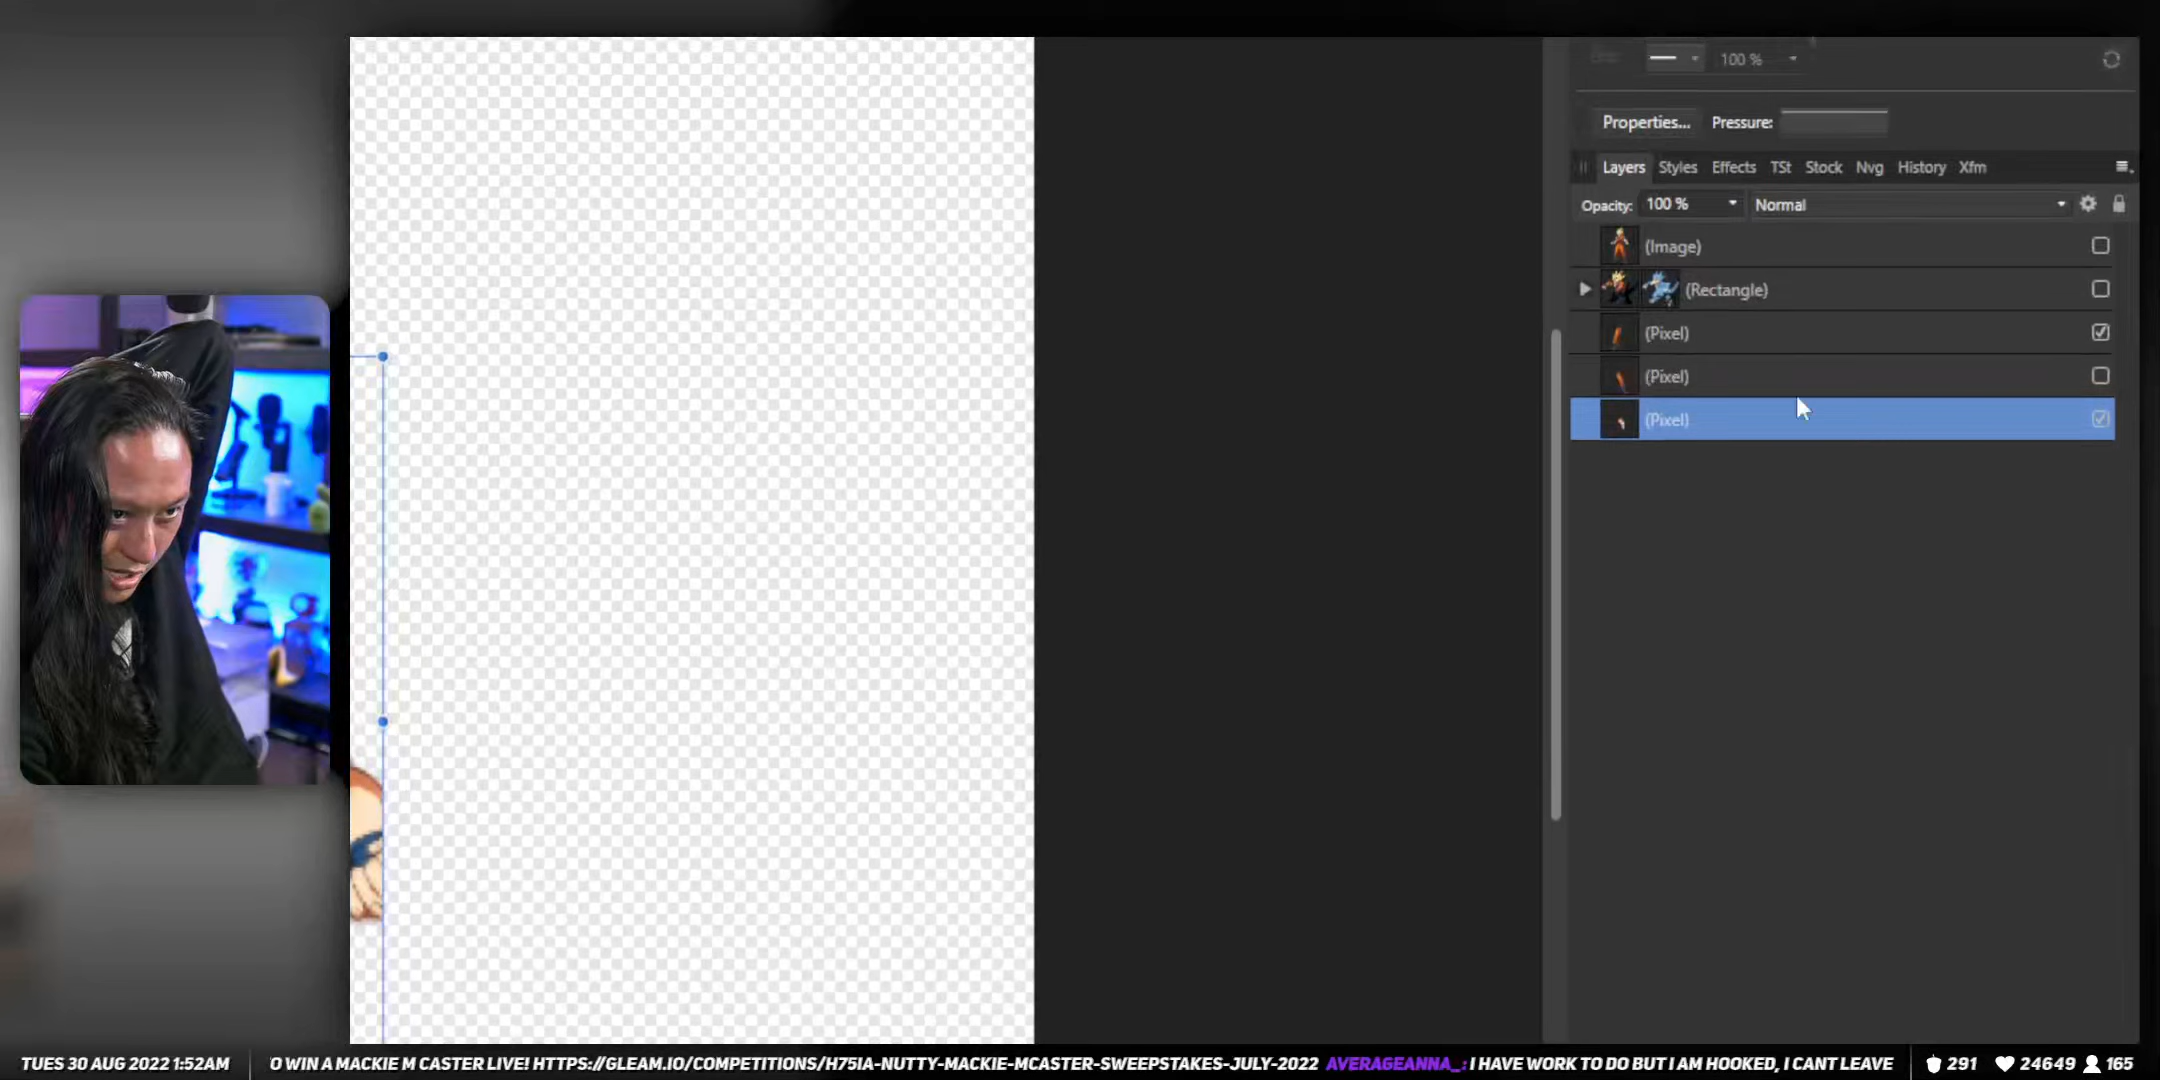 100 %
Properties... Pressure:
Layers Styles Effects TSt Stock Nvg History Xfm
Opacity: 100 % Normal
(Image)
(Rectangle)
(Pixel)
(Pixel)
(Pixel)
TUES 30 AUG 2022 1:52AM O WIN A MACKIE M CASTER LIVE! HTTPS://GLEAM.IO/COMPETITIONS/H75IA-NUTTY-MACKIE-MCASTER-SWEEPSTAKES-JULY-2022 AVERAGEANNA_: I HAVE WORK TO DO BUT I AM HOOKED, I CANT LEAVE 291 24649 165